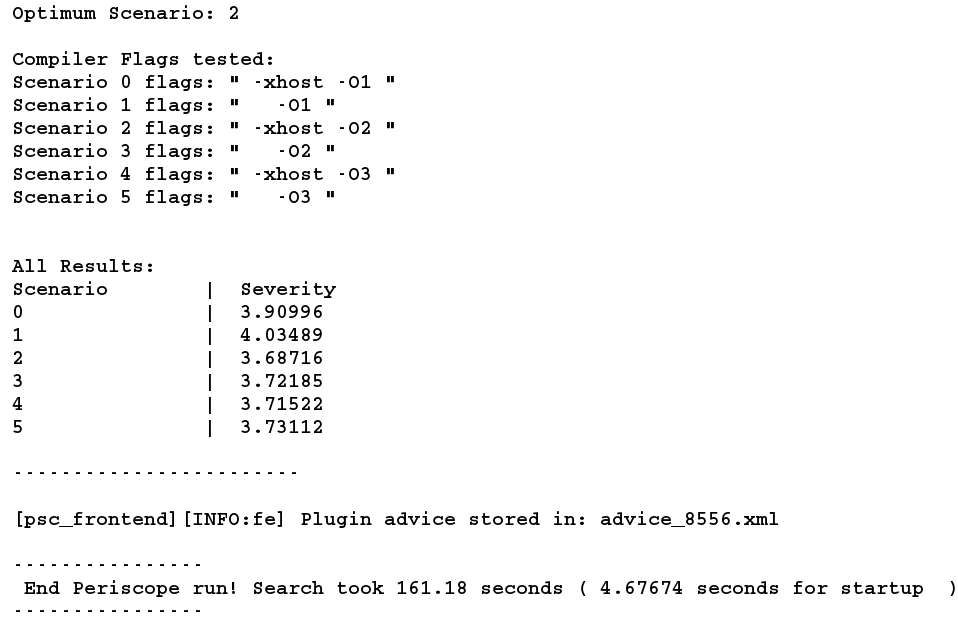 Optimum Scenario: 2
Compiler Flags tested:
Scenario 0 flags: " -xhost -O1 "
Scenario 1 flags: "   -O1 "
Scenario 2 flags: " -xhost -O2 "
Scenario 3 flags: "   -O2 "
Scenario 4 flags: " -xhost -O3 "
Scenario 5 flags: "   -O3 "
All Results:
Scenario        |  Severity
0               |  3.90996
1               |  4.03489
2               |  3.68716
3               |  3.72185
4               |  3.71522
5               |  3.73112
------------------------
[psc_frontend][INFO:fe] Plugin advice stored in: advice_8556.xml
----------------
End Periscope run! Search took 161.18 seconds ( 4.67674 seconds for startup  )
----------------